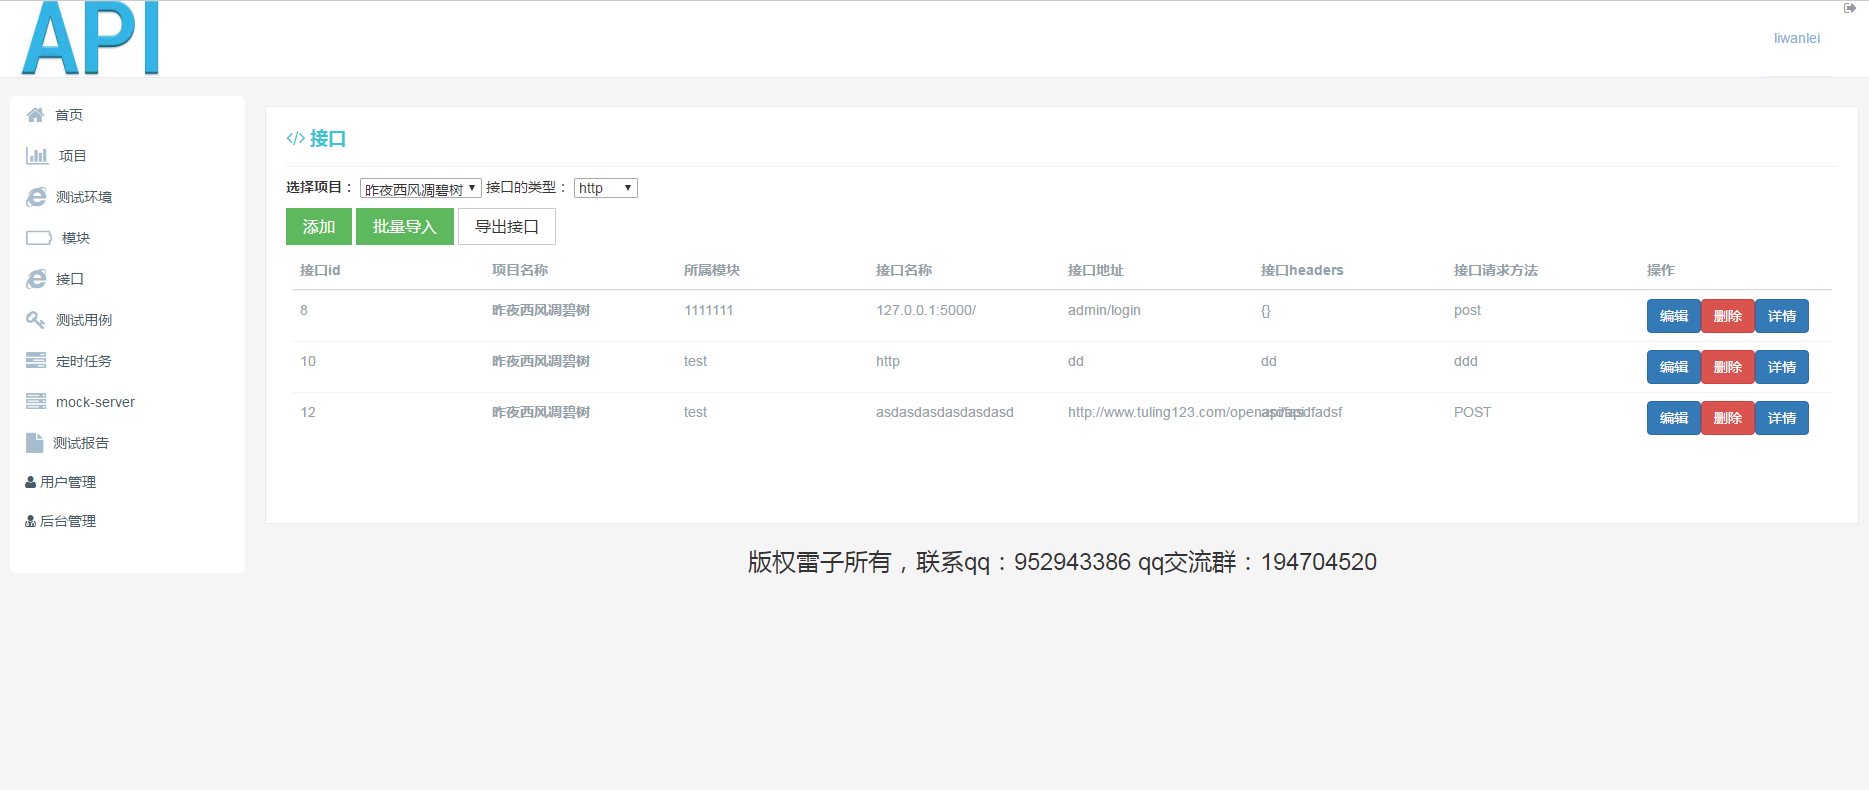 API
liwanlei
首页
项目
测试环境
模块
接口
测试用例
定时任务
mock-server
测试报告
用户管理
后台管理
</> 接口
选择项目： 昨夜西风凋碧树 接口的类型： http
添加 批量导入 导出接口
接口id 项目名称 所属模块 接口名称 接口地址 接口headers 接口请求方法 操作
8 昨夜西风凋碧树 1111111 127.0.0.1:5000/ admin/login {} post 编辑 删除 详情
10 昨夜西风凋碧树 test http dd dd ddd 编辑 删除 详情
12 昨夜西风凋碧树 test asdasdasdasdasdasd POST 编辑 删除 详情
版权雷子所有，联系qq：952943386 qq交流群：194704520